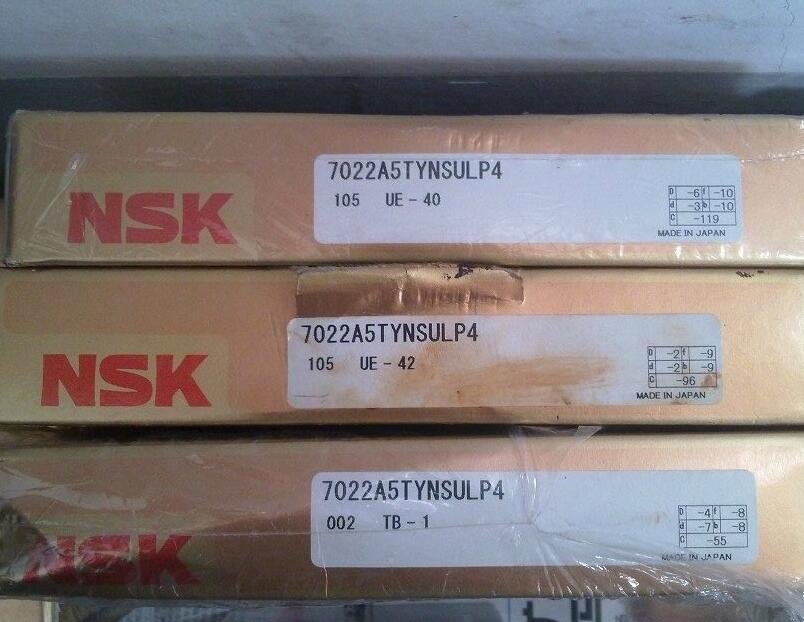 NSK
7022A5TYNSULP4
105 UE-40
D -6 f -10
d -3 b -10
C -119
MADE IN JAPAN
NSK
7022A5TYNSULP4
105 UE-42
D -2 f -9
d -2 b -9
C -96
MADE IN JAPAN
NSK
7022A5TYNSULP4
002 TB-1
D -4 f -8
d -7 b -8
C -55
MADE IN JAPAN